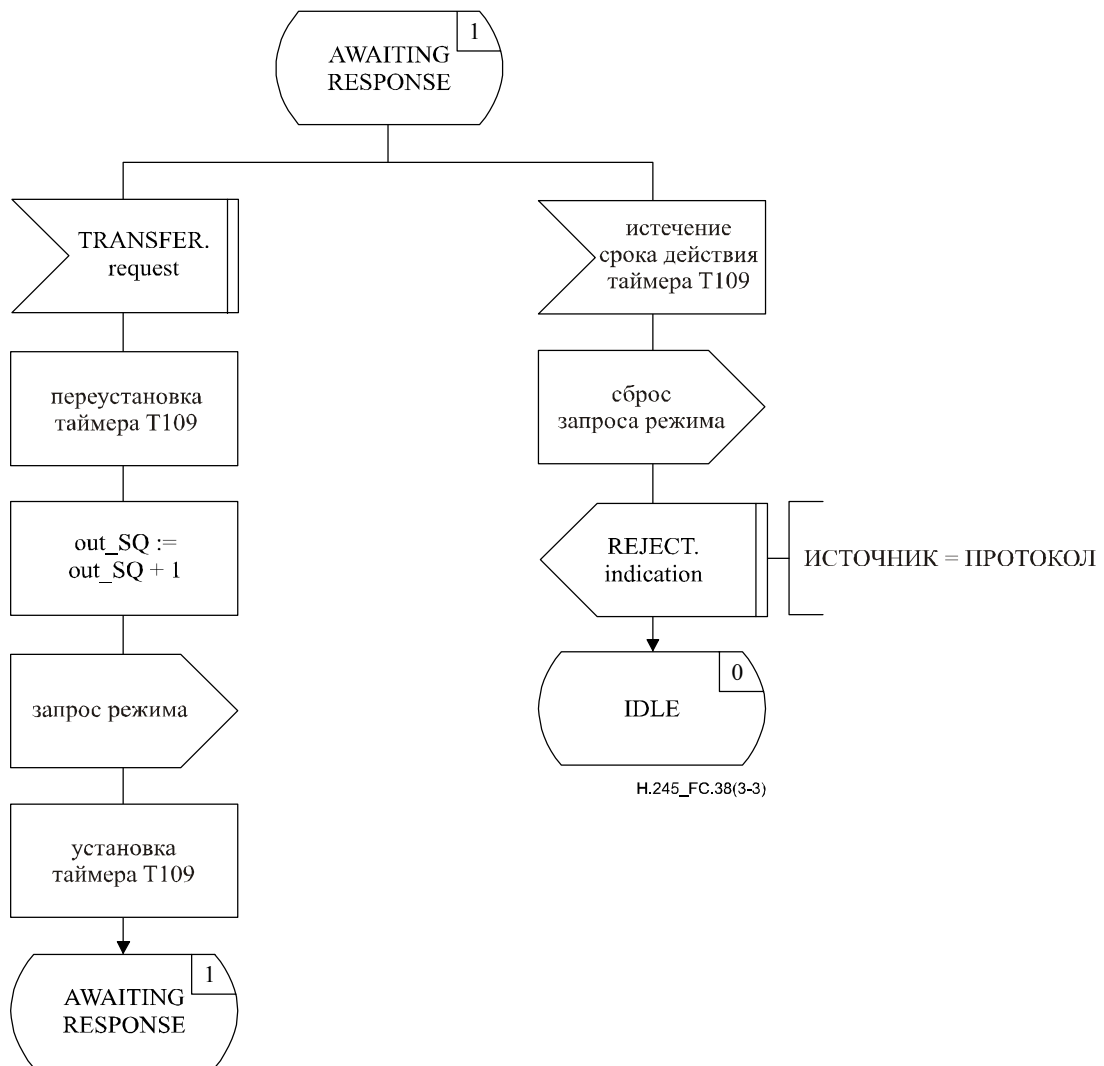 1
AWAITING
RESPONSE
TRANSFER.
request
переустановка
таймера T109
out_SQ :=
out_SQ + 1
запрос режима
установка
таймера T109
1
AWAITING
RESPONSE
истечение
срока действия
таймера T109
сброс
запроса режима
REJECT.
indication
ИСТОЧНИК = ПРОТОКОЛ
0
IDLE
H.245_FC.38(3-3)